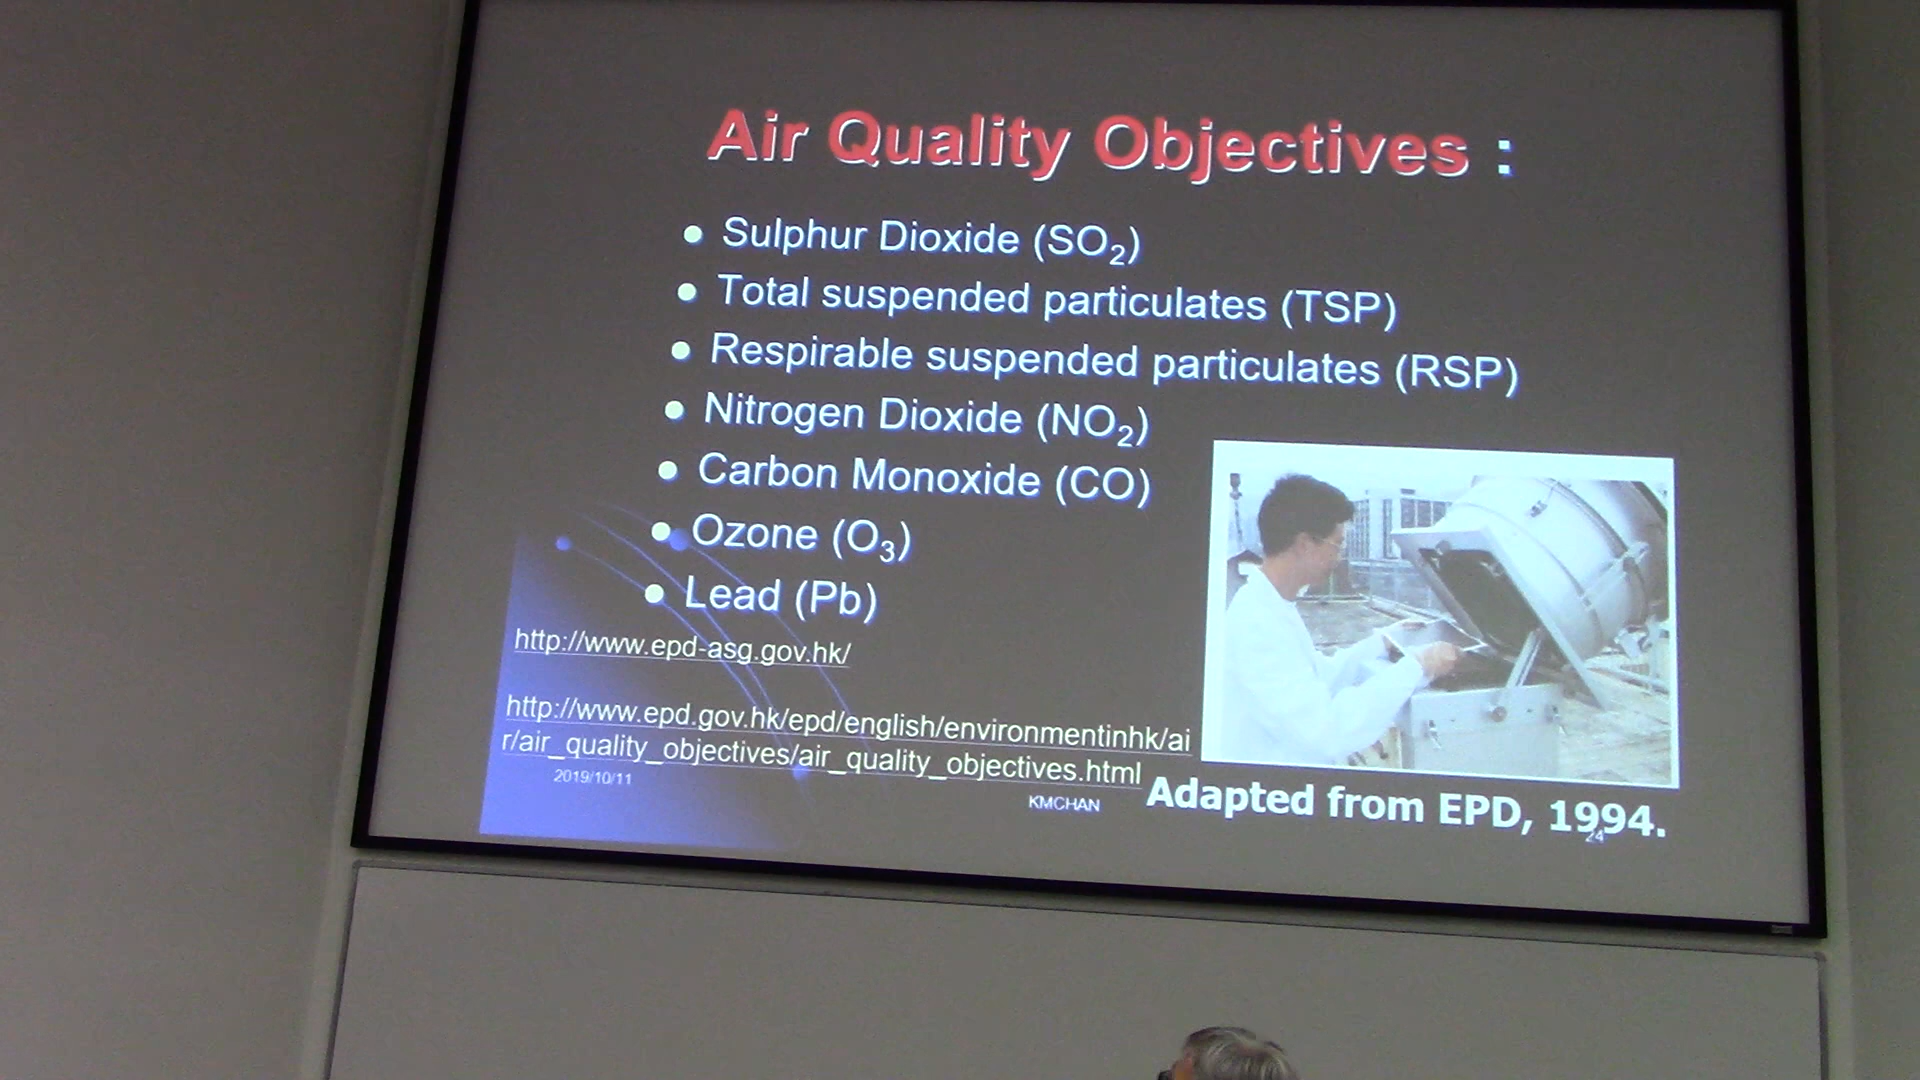 Air Quality Objectives :
• Sulphur Dioxide (SO₂)
• Total suspended particulates (TSP)
• Respirable suspended particulates (RSP)
• Nitrogen Dioxide (NO₂)
• Carbon Monoxide (CO)
• Ozone (O₃)
• Lead (Pb)
http://www.epd-asg.gov.hk/
http://www.epd.gov.hk/epd/english/environmentinhk/ai
r/air_quality_objectives/air_quality_objectives.html
2019/10/11
KMCHAN
Adapted from EPD, 1994.
24